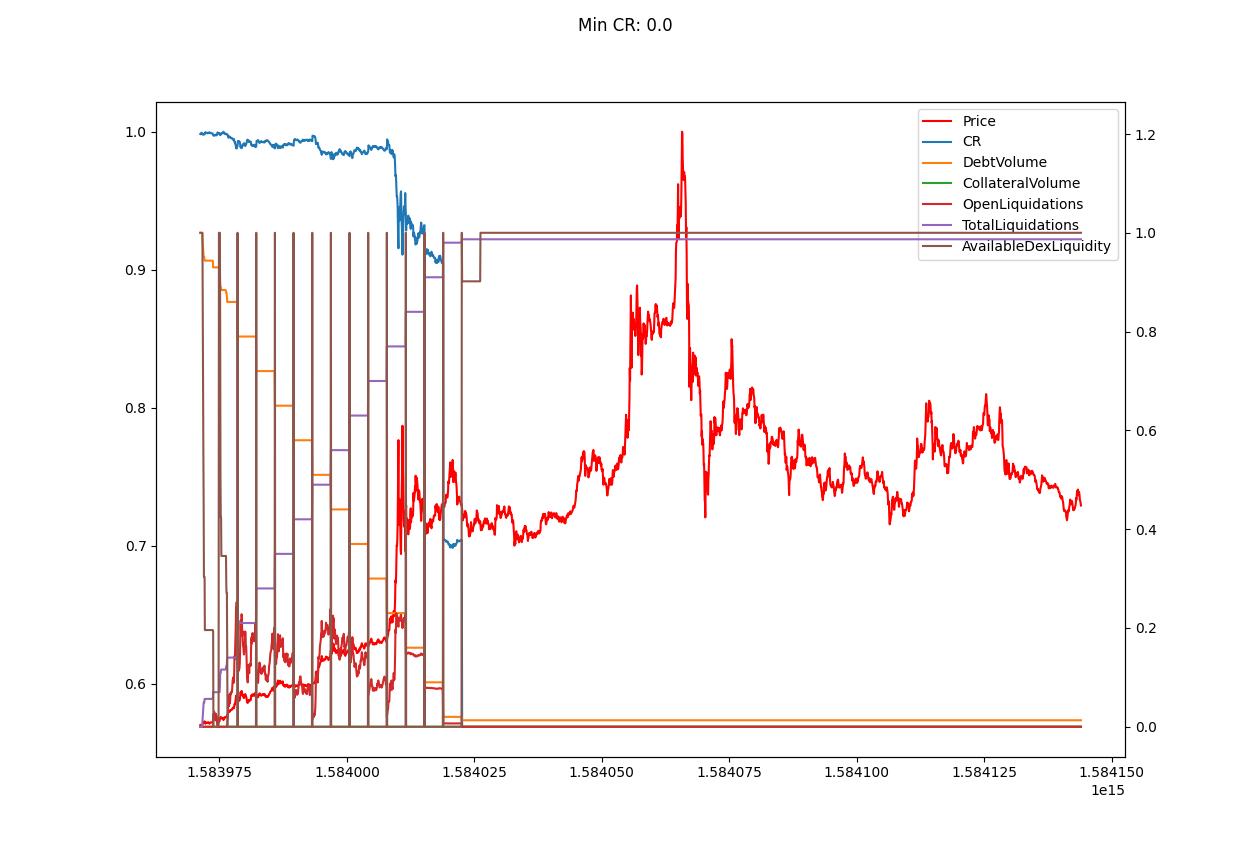 Min CR: 0.0
1.0
0.9
0.8
0.7
0.6
1.2
1.0
0.8
0.6
0.4
0.2
0.0
Price
CR
DebtVolume
CollateralVolume
OpenLiquidations
TotalLiquidations
AvailableDexLiquidity
1.583975 1.584000 1.584025 1.584050 1.584075 1.584100 1.584125 1.584150
1e15